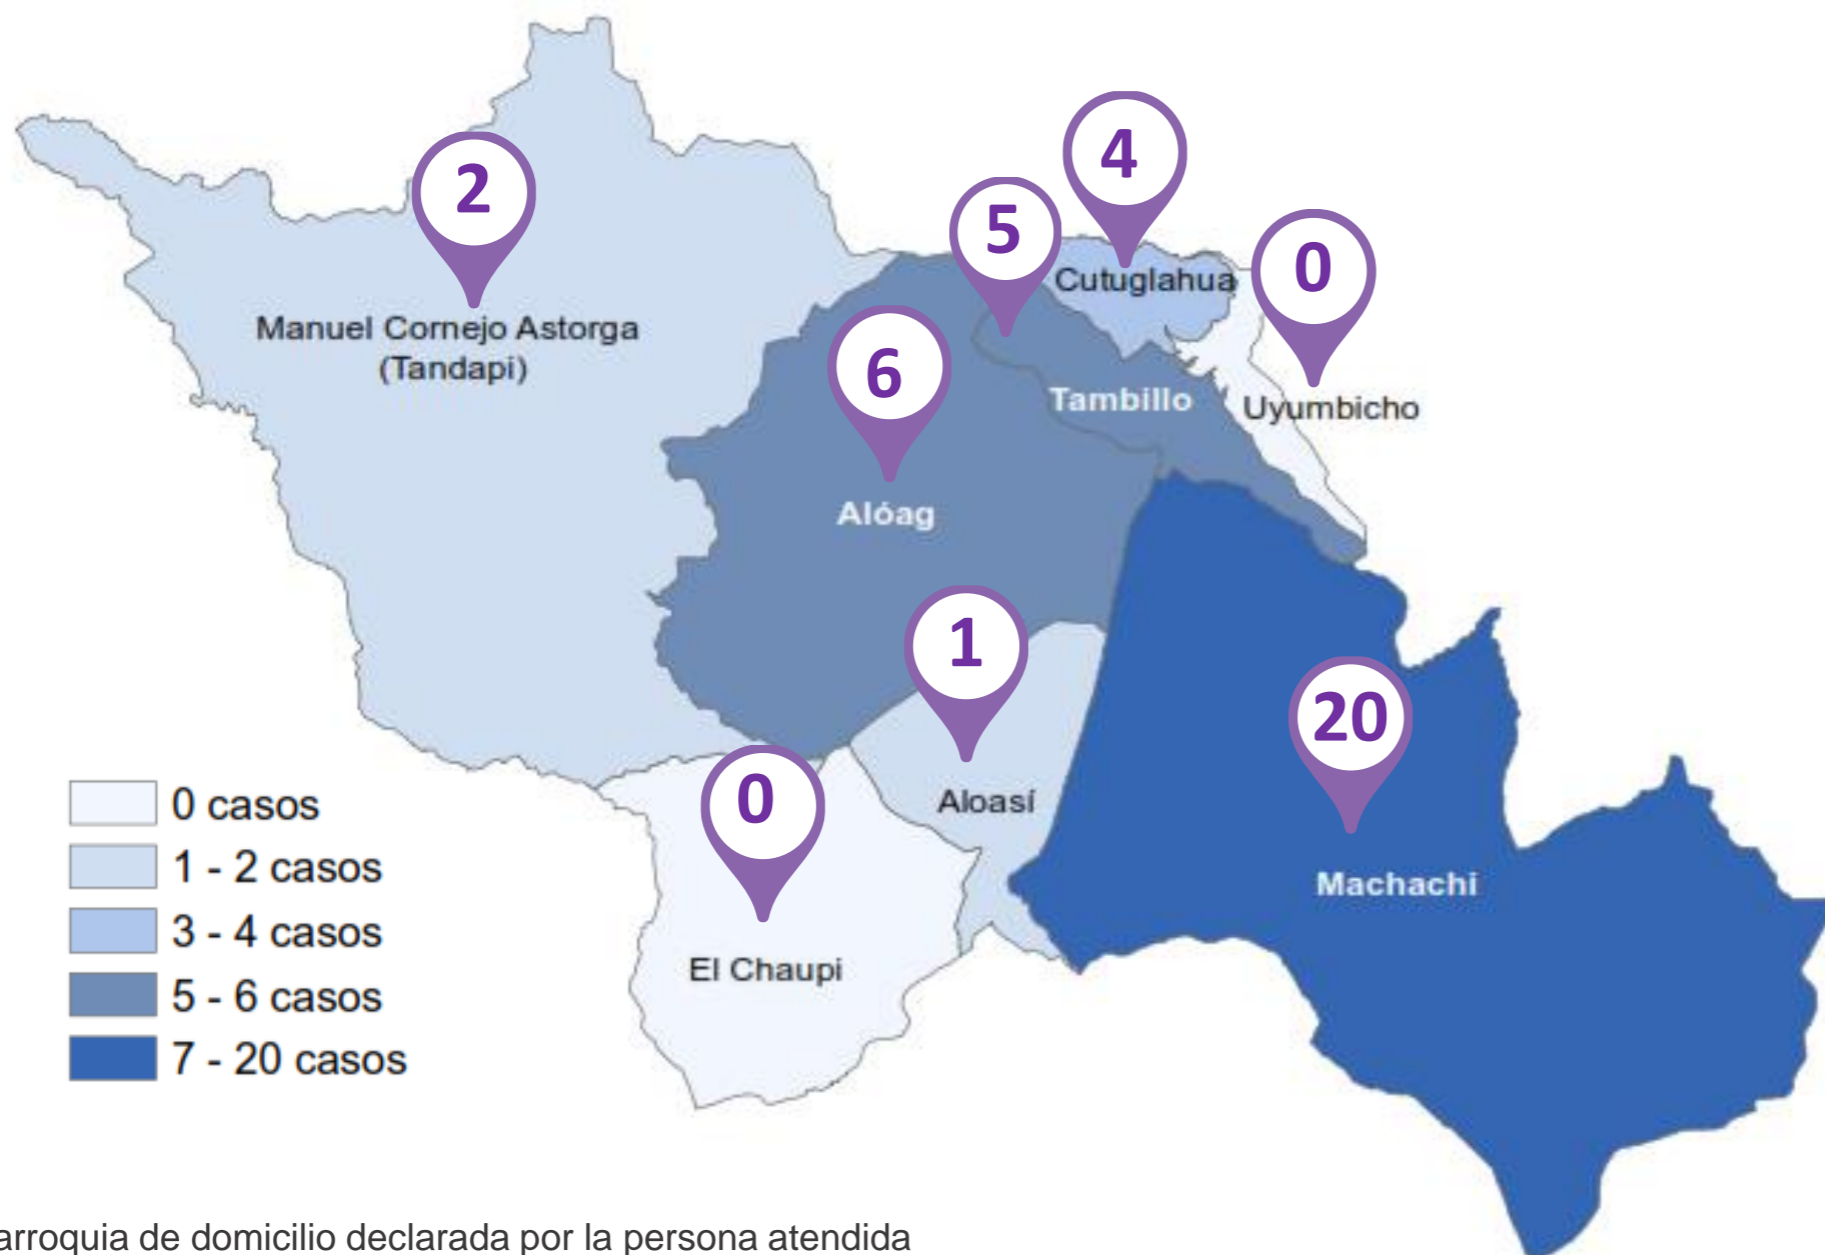 2
4
5
0
Cutuglahua
Manuel Cornejo Astorga
(Tandapi)
6
Tambillo
Uyumbicho
Alóag
1
20
0
Aloasí
Machachi
El Chaupi
0 casos
1 - 2 casos
3 - 4 casos
5 - 6 casos
7 - 20 casos
arroquia de domicilio declarada por la persona atendida